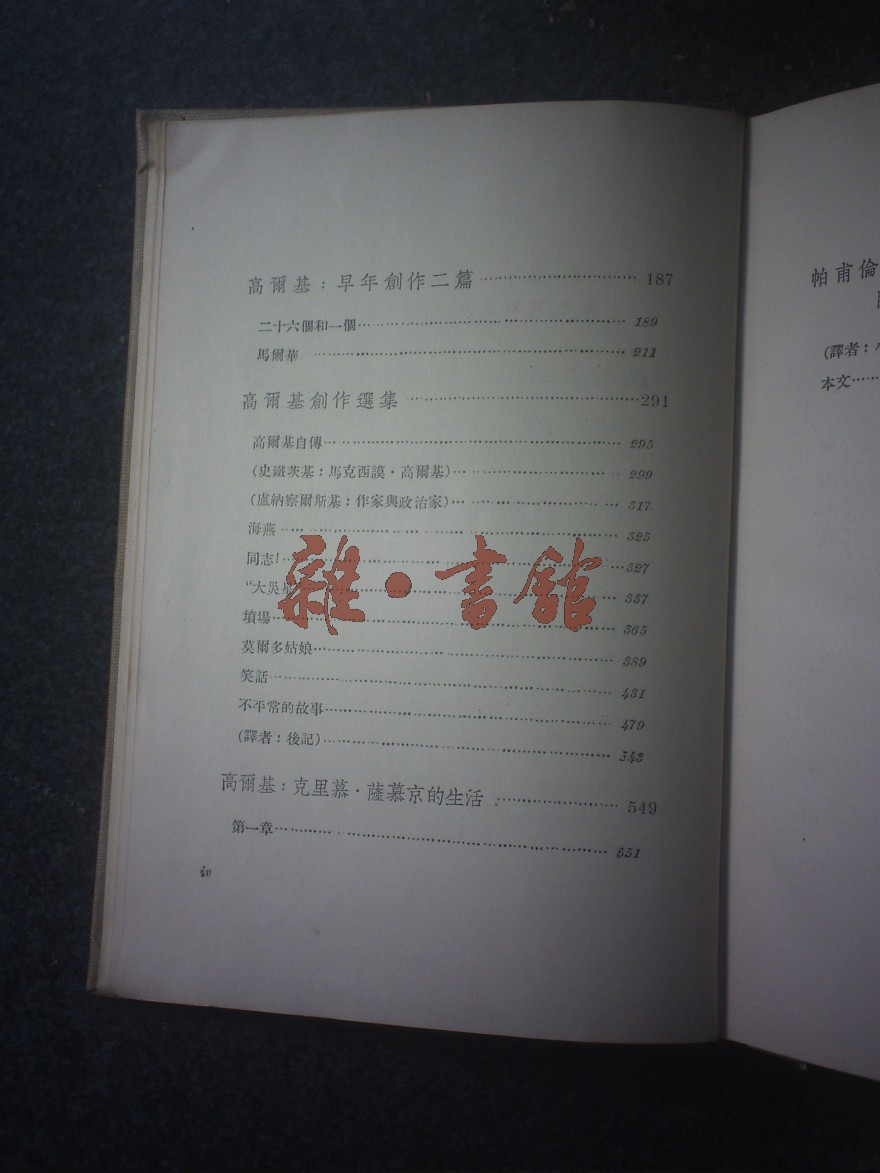 高爾基：早年創作二篇……187
二十六個和一個……189
馬爾華……211
高爾基創作選集……291
高爾基自傳……295
(史鐵茨基：馬克西謨·高爾基)……299
(盧納察爾斯基：作家與政治家)……317
海燕……325
同志！……327
“大災星……337
墳場……365
莫爾多姑娘……389
笑話……431
不平常的故事……479
(譯者：後記)……543
高爾基：克里慕·薩慕京的生活……549
第一章……551
雜·書館
帕甫倫
(譯者：
本文……